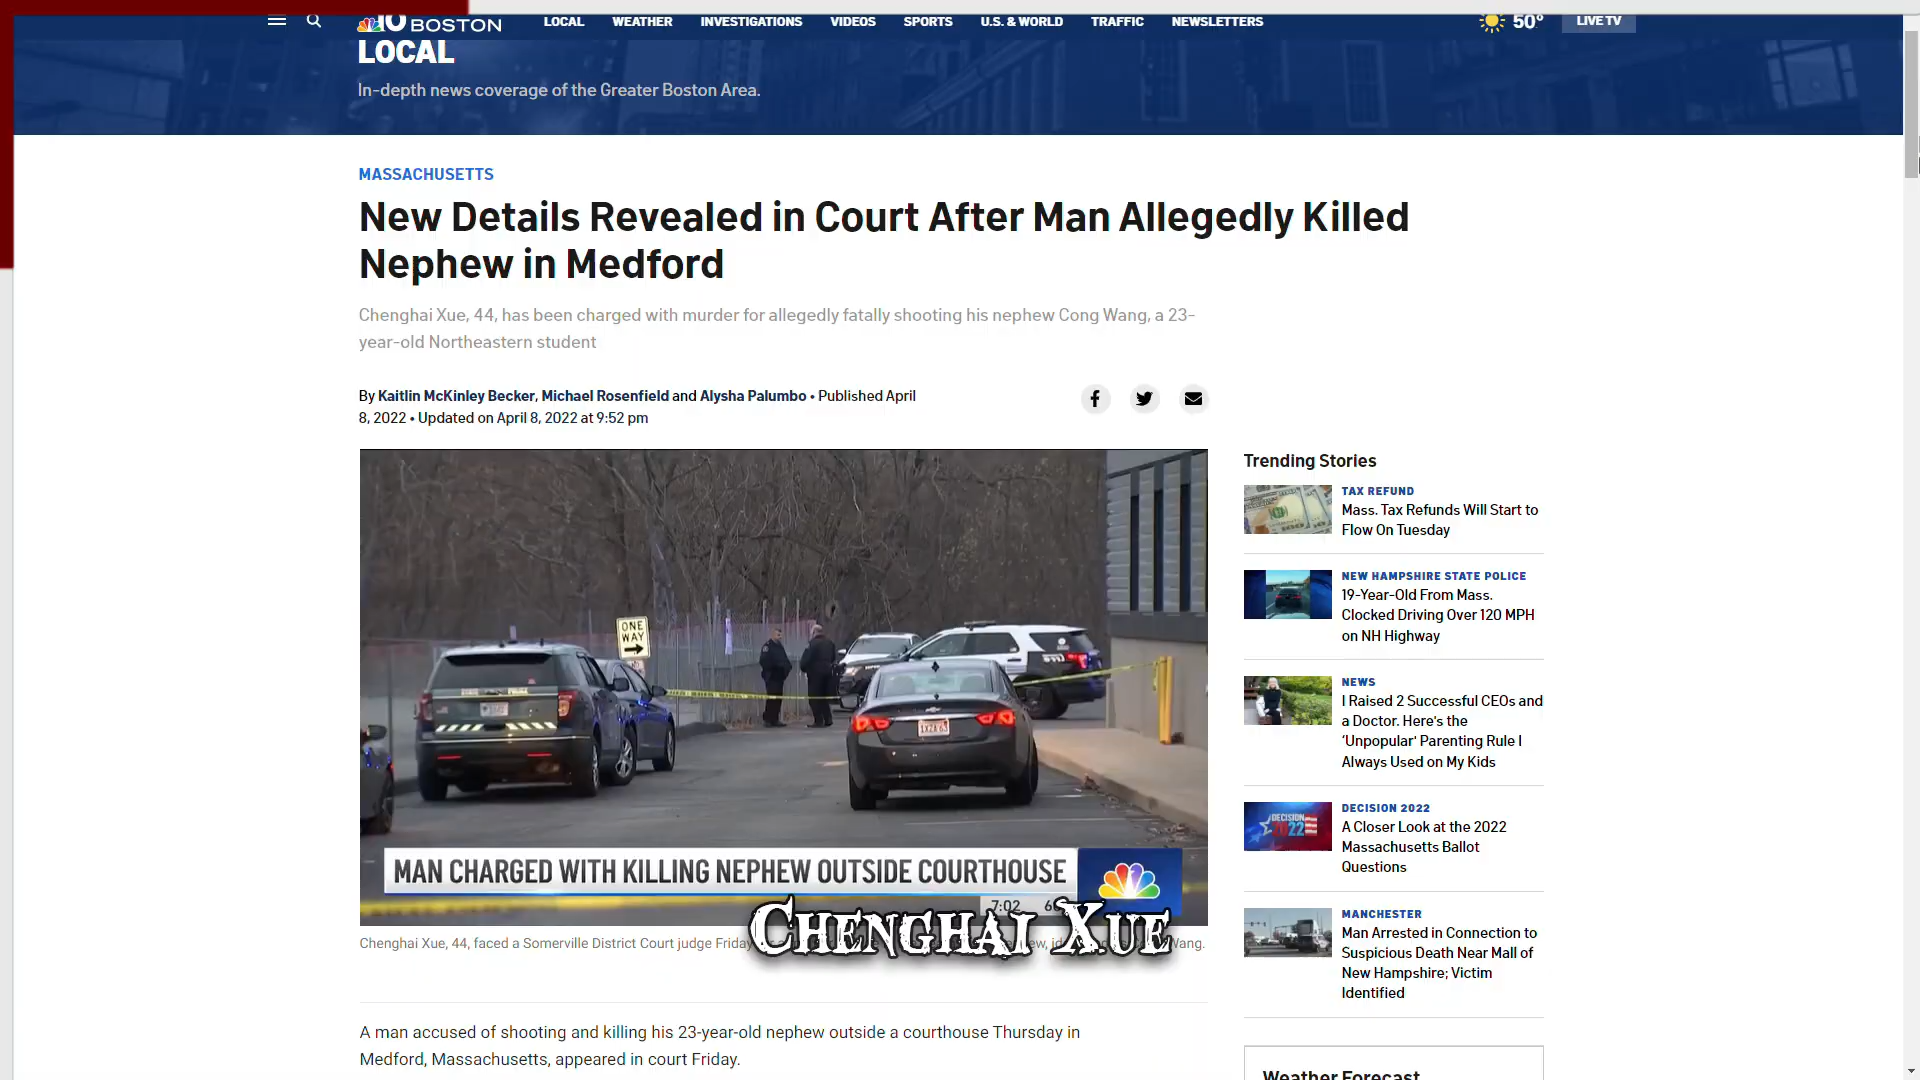 10 BOSTON
LOCAL
WEATHER
INVESTIGATIONS
VIDEOS
SPORTS
U.S. & WORLD
TRAFFIC
NEWSLETTERS
50°
LIVE TV
LOCAL
In-depth news coverage of the Greater Boston Area.
MASSACHUSETTS
New Details Revealed in Court After Man Allegedly Killed
Nephew in Medford
Chenghai Xue, 44, has been charged with murder for allegedly fatally shooting his nephew Cong Wang, a 23-
year-old Northeastern student
By Kaitlin McKinley Becker, Michael Rosenfield and Alysha Palumbo • Published April
8, 2022 • Updated on April 8, 2022 at 9:52 pm
ONE
WAY
MAN CHARGED WITH KILLING NEPHEW OUTSIDE COURTHOUSE
7:02
CHENGHAI XUE
Chenghai Xue, 44, faced a Somerville District Court judge Friday Wang.
A man accused of shooting and killing his 23-year-old nephew outside a courthouse Thursday in
Medford, Massachusetts, appeared in court Friday.
Trending Stories
TAX REFUND
Mass. Tax Refunds Will Start to
Flow On Tuesday
NEW HAMPSHIRE STATE POLICE
19-Year-Old From Mass.
Clocked Driving Over 120 MPH
on NH Highway
NEWS
I Raised 2 Successful CEOs and
a Doctor. Here's the
'Unpopular' Parenting Rule I
Always Used on My Kids
DECISION 2022
DECISION 2022
A Closer Look at the 2022
Massachusetts Ballot
Questions
MANCHESTER
Man Arrested in Connection to
Suspicious Death Near Mall of
New Hampshire; Victim
Identified
Weather Forecast